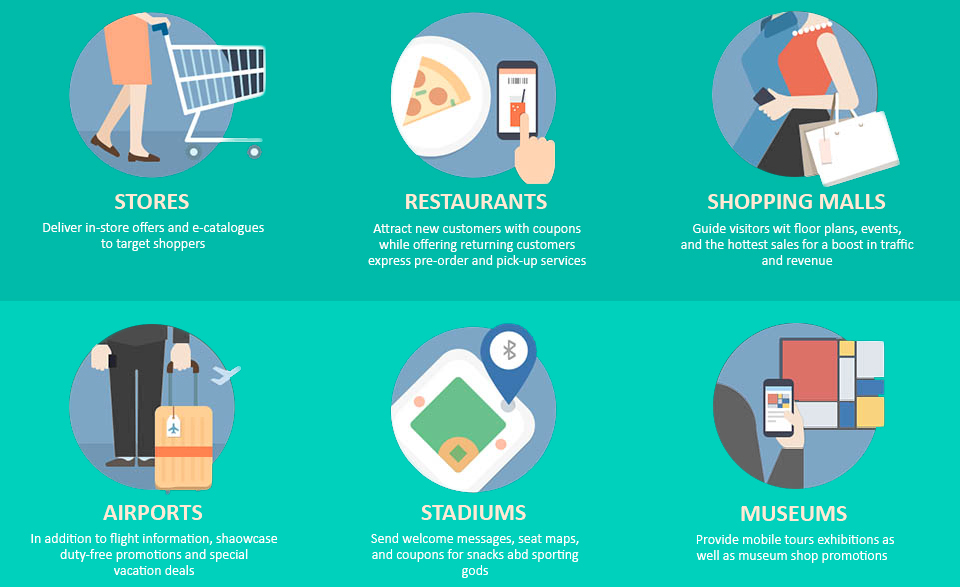 STORES
Deliver in-store offers and e-catalogues
to target shoppers
RESTAURANTS
Attract new customers with coupons
while offering returning customers
express pre-order and pick-up services
SHOPPING MALLS
Guide visitors wit floor plans, events,
and the hottest sales for a boost in traffic
and revenue
AIRPORTS
In addition to flight information, shaowcase
duty-free promotions and special
vacation deals
STADIUMS
Send welcome messages, seat maps,
and coupons for snacks abd sporting
gods
MUSEUMS
Provide mobile tours exhibitions as
well as museum shop promotions